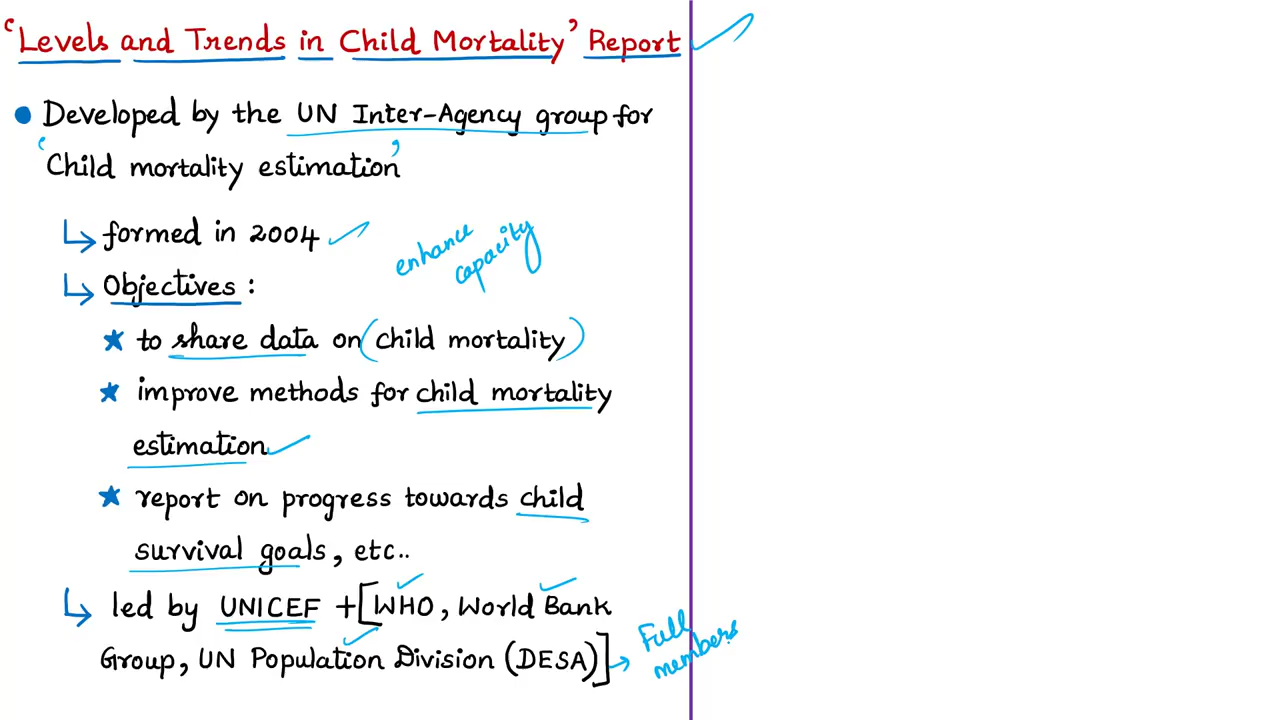 'Levels and Trends in Child Mortality' Report
• Developed by the UN Inter-Agency group for
'Child mortality estimation'
↳ formed in 2004
enhance
capacity
↳ Objectives :
★ to share data on (child mortality)
★ improve methods for child mortality
estimation
★ report on progress towards child
survival goals, etc..
↳ led by UNICEF + [WHO, World Bank
Group, UN Population Division (DESA)] →
Full
members